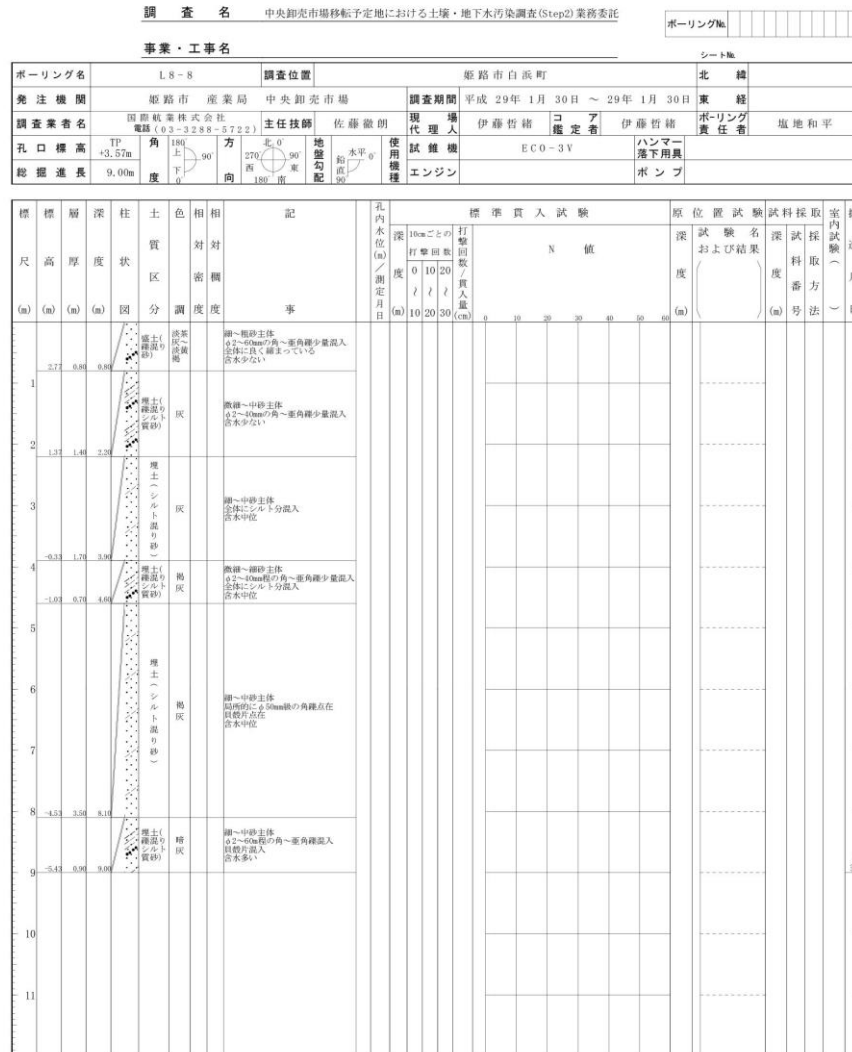 調査名 中央卸売市場移転予定地における土壌・地下水汚染調査(Step2)業務委託
ボーリングNo.
事業・工事名
シートNo.
ボーリング名 L8-8 調査位置 姫路市白浜町 北緯
発注機関 姫路市 産業局 中央卸売市場 調査期間 平成 29年 1月 30日 ～ 29年 1月 30日 東経
調査業者名 国際航業株式会社 電話(03-3288-5722) 主任技師 佐藤徹朗 現場代理人 伊藤哲緒 コア鑑定者 伊藤哲緒 ボーリング責任者 塩地和平
孔口標高 TP +3.57m 角度 180° 上 90° 下 0° 方向 北 0° 270° 90° 西 東 180° 南 地盤勾配 水平 0° 鉛直 90° 使用機種 試錐機 ECO-3V ハンマー落下用具
総掘進長 9.00m エンジン ポンプ
標尺(m) 標高(m) 層厚(m) 深度(m) 柱状図 土質区分 色調 相対密度 相対稠度 記事 孔内水位(m)／測定月日 標準貫入試験 原位置試験 試料採取 室内試験()
深度(m) 10cmごとの打撃回数 打撃回数/貫入量(cm) N値 深度(m) 試験名および結果() 深度(m) 試料番号 採取方法
0 10 20
～ ～ ～
10 20 30
0 10 20 30 40 50 60
盛土(礫混り砂) 淡茶灰～淡黄褐 細～粗砂主体
φ2～60mmの角～亜角礫少量混入
全体に良く締まっている
含水少ない
2.77 0.80 0.80
1
埋土(礫混りシルト質砂) 灰 微細～中砂主体
φ2～40mmの角～亜角礫少量混入
含水少ない
2
1.37 1.40 2.20
埋土(シルト混り砂) 灰 細～中砂主体
全体にシルト分混入
含水中位
3
-0.33 1.70 3.90
4
埋土(礫混りシルト質砂) 褐灰 微細～細砂主体
φ2～40mm程の角～亜角礫少量混入
全体にシルト分混入
含水中位
-1.03 0.70 4.60
5
6
埋土(シルト混り砂) 褐灰 細～中砂主体
局所的にφ50mm級の角礫点在
貝殻片点在
含水中位
7
8
-4.53 3.50 8.10
埋土(礫混りシルト質砂) 暗灰 細～中砂主体
φ2～60m程の角～亜角礫混入
貝殻片混入
含水多い
9
-5.43 0.90 9.00
10
11